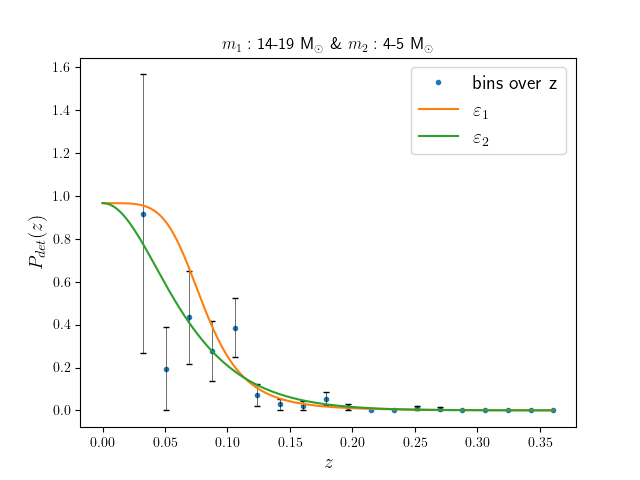 m₁ : 14-19 M⊙ & m₂ : 4-5 M⊙
bins over z
ε₁
ε₂
P_det(z)
1.6
1.4
1.2
1.0
0.8
0.6
0.4
0.2
0.0
0.00 0.05 0.10 0.15 0.20 0.25 0.30 0.35
z